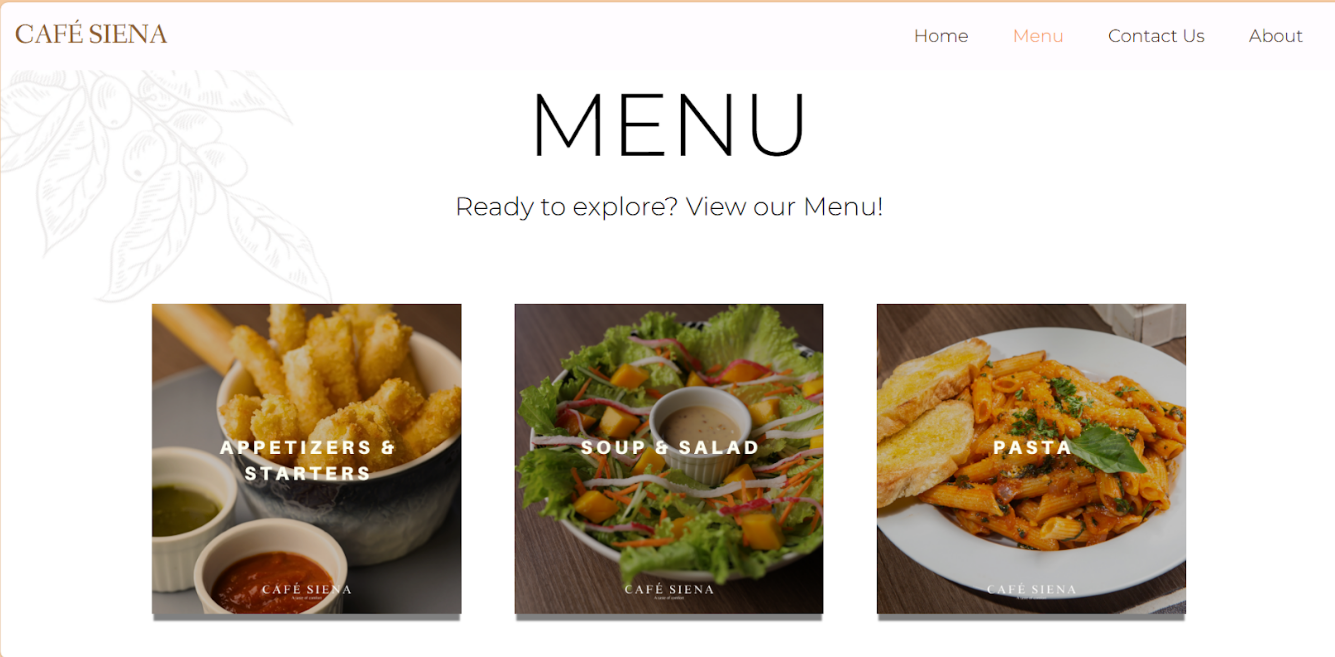 CAFÉ SIENA
Home Menu Contact Us About
MENU
Ready to explore? View our Menu!
APPETIZERS &
STARTERS
SOUP & SALAD
PASTA
CAFÉ SIENA
CAFÉ SIENA
CAFÉ SIENA